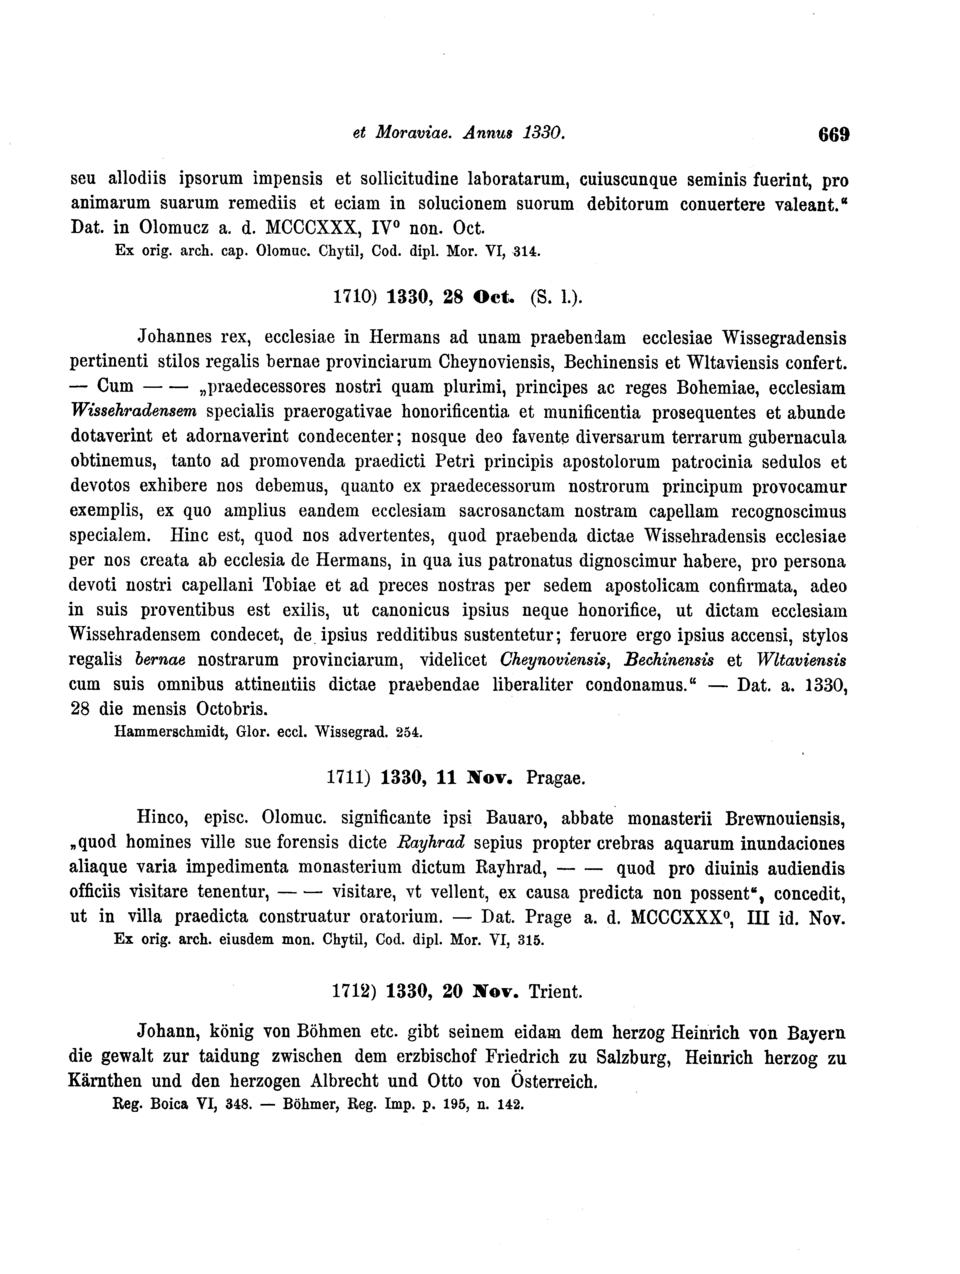 et Moraviae. Annus 1330. 669
seu allodiis ipsorum impensis et sollicitudine laboratarum, cuiuscunque seminis fuerint, pro
animarum suarum remediis et eciam in solucionem suorum debitorum conuertere valeant.“
Dat. in Olomucz a. d. MCCCXXX, IV⁰ non. Oct.
Ex orig. arch. cap. Olomuc. Chytil, Cod. dipl. Mor. VI, 314.
1710) 1330, 28 Oct. (S. l.).
Johannes rex, ecclesiae in Hermans ad unam praebendam ecclesiae Wissegradensis
pertinenti stilos regalis bernae provinciarum Cheynoviensis, Bechinensis et Wltaviensis confert.
— Cum — — „praedecessores nostri quam plurimi, principes ac reges Bohemiae, ecclesiam
Wissehradensem specialis praerogativae honorificentia et munificentia prosequentes et abunde
dotaverint et adornaverint condecenter; nosque deo favente diversarum terrarum gubernacula
obtinemus, tanto ad promovenda praedicti Petri principis apostolorum patrocinia sedulos et
devotos exhibere nos debemus, quanto ex praedecessorum nostrorum principum provocamur
exemplis, ex quo amplius eandem ecclesiam sacrosanctam nostram capellam recognoscimus
specialem. Hinc est, quod nos advertentes, quod praebenda dictae Wissehradensis ecclesiae
per nos creata ab ecclesia de Hermans, in qua ius patronatus dignoscimur habere, pro persona
devoti nostri capellani Tobiae et ad preces nostras per sedem apostolicam confirmata, adeo
in suis proventibus est exilis, ut canonicus ipsius neque honorifice, ut dictam ecclesiam
Wissehradensem condecet, de ipsius redditibus sustentetur; feruore ergo ipsius accensi, stylos
regalis bernae nostrarum provinciarum, videlicet Cheynoviensis, Bechinensis et Wltaviensis
cum suis omnibus attinentiis dictae praebendae liberaliter condonamus.“ — Dat. a. 1330,
28 die mensis Octobris.
Hammerschmidt, Glor. eccl. Wissegrad. 254.
1711) 1330, 11 Nov. Pragae.
Hinco, episc. Olomuc. significante ipsi Bauaro, abbate monasterii Brewnouiensis,
„quod homines ville sue forensis dicte Rayhrad sepius propter crebras aquarum inundaciones
aliaque varia impedimenta monasterium dictum Rayhrad, — — quod pro diuinis audiendis
officiis visitare tenentur, — — visitare, vt vellent, ex causa predicta non possent“, concedit,
ut in villa praedicta construatur oratorium. — Dat. Prage a. d. MCCCXXX⁰, III id. Nov.
Ex orig. arch. eiusdem mon. Chytil, Cod. dipl. Mor. VI, 315.
1712) 1330, 20 Nov. Trient.
Johann, könig von Böhmen etc. gibt seinem eidam dem herzog Heinrich von Bayern
die gewalt zur taidung zwischen dem erzbischof Friedrich zu Salzburg, Heinrich herzog zu
Kärnthen und den herzogen Albrecht und Otto von Österreich.
Reg. Boica VI, 348. — Böhmer, Reg. Imp. p. 195, n. 142.